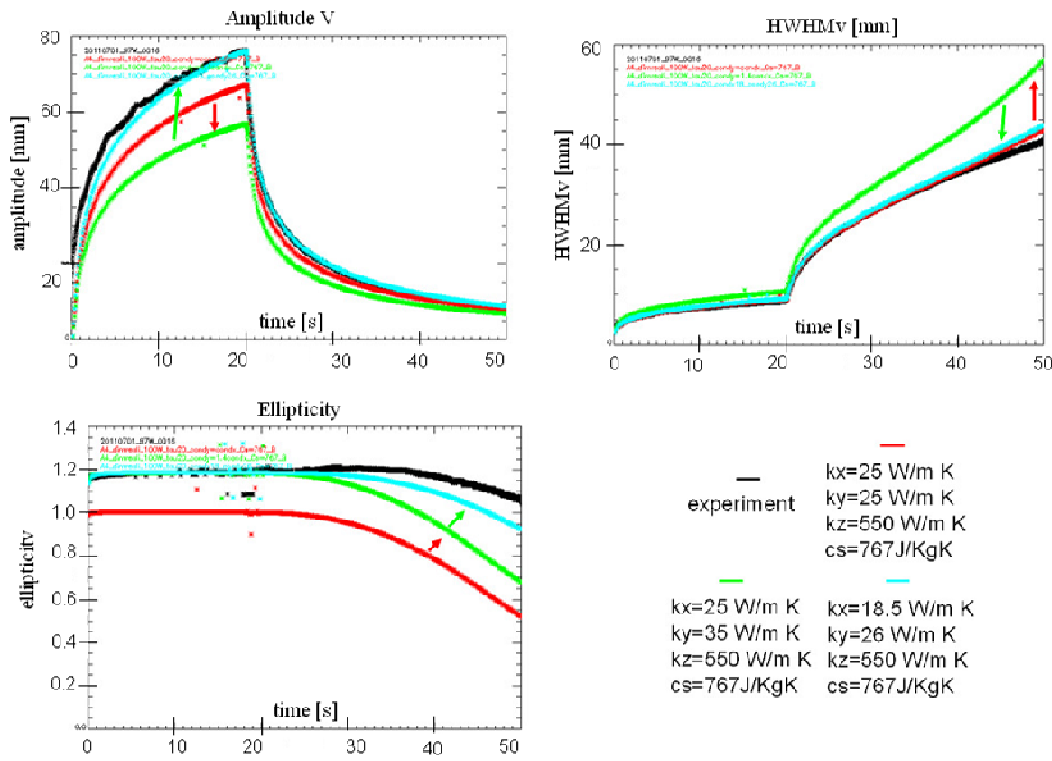 Amplitude V
80
60
40
20
0
amplitude [mm]
time [s]
0
10
20
30
40
50
HWHMv [mm]
60
40
20
0
HWHMv [mm]
time [s]
0
10
20
30
40
50
Ellipticity
1.4
1.2
1.0
0.8
0.6
0.4
0.2
0.0
ellipticity
time [s]
0
10
20
30
40
50
experiment
kx=25 W/m K
ky=25 W/m K
kz=550 W/m K
cs=767J/KgK
kx=25 W/m K
ky=35 W/m K
kz=550 W/m K
cs=767J/KgK
kx=18.5 W/m K
ky=26 W/m K
kz=550 W/m K
cs=767J/KgK